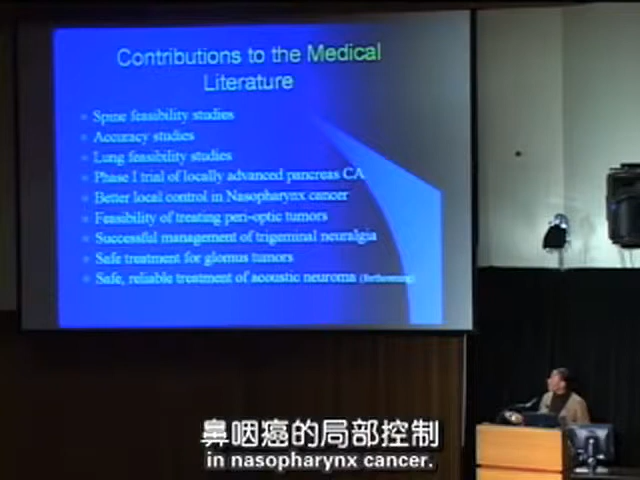 Contributions to the Medical
Literature
Spine feasibility studies
Accuracy studies
Lung feasibility studies
Phase I trial of locally advanced pancreas CA
Better local control in Nasopharynx cancer
Feasibility of treating peri-optic tumors
Successful management of trigeminal neuralgia
Safe treatment for glomus tumors
Safe, reliable treatment of acoustic neuroma (forthcoming)
鼻咽癌的局部控制
in nasopharynx cancer.